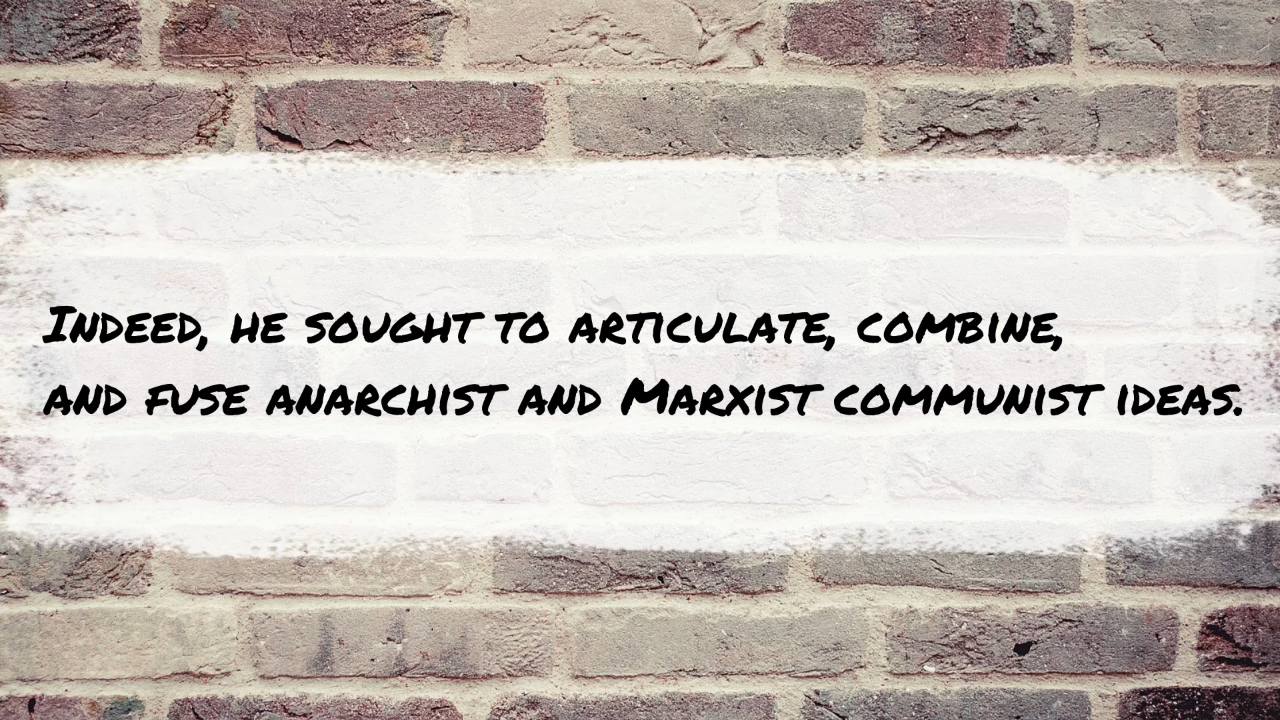 Indeed, he sought to articulate, combine,
and fuse anarchist and Marxist communist ideas.